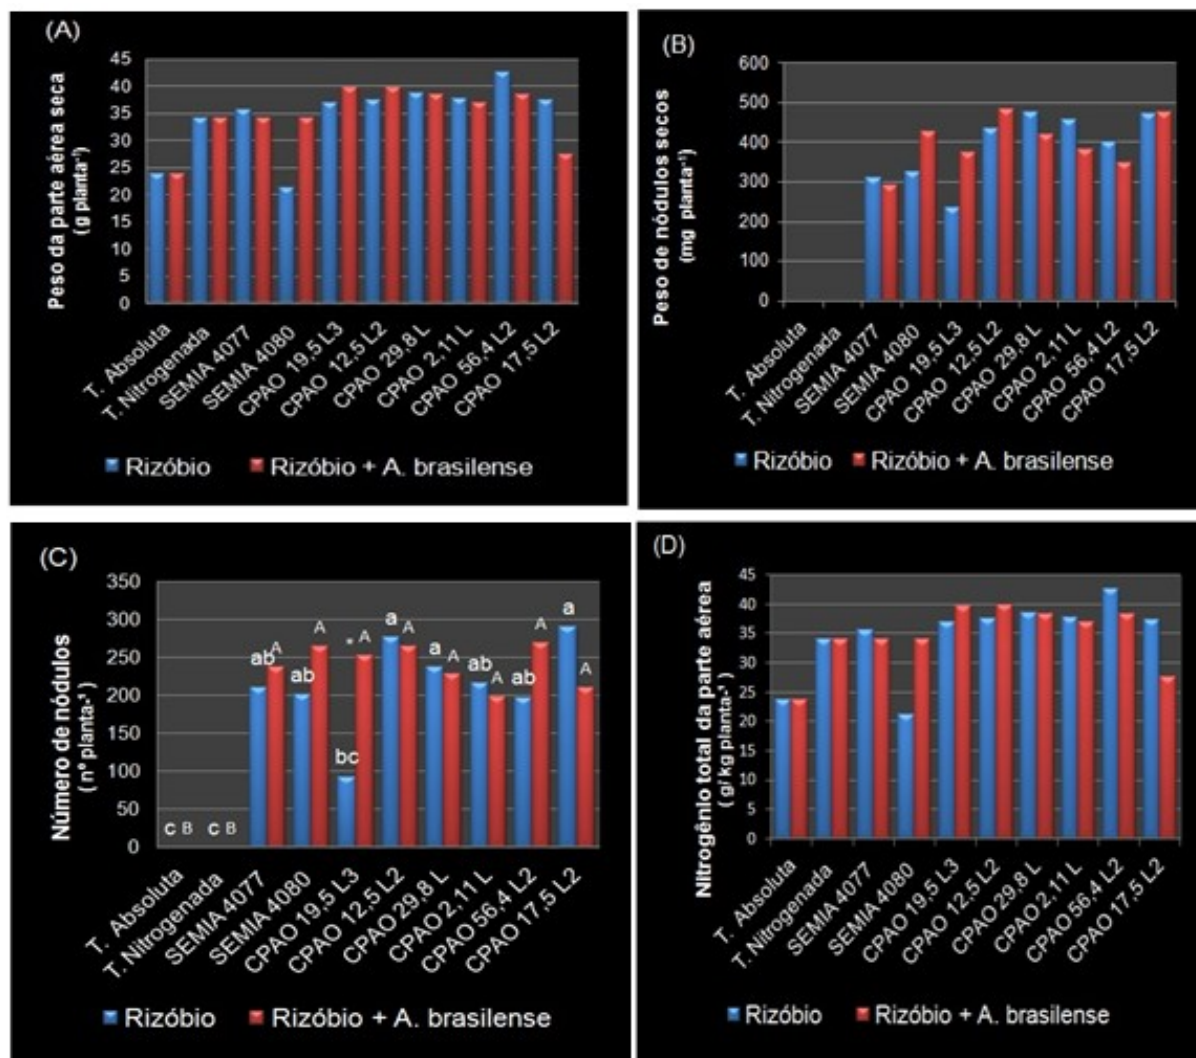 (A)
Peso da parte aérea seca
( g planta⁻¹)
45
40
35
30
25
20
15
10
5
0
T. Absoluta
T. Nitrogenada
SEMIA 4077
SEMIA 4080
CPAO 19,5 L3
CPAO 12,5 L2
CPAO 29,8 L
CPAO 2,11 L
CPAO 56,4 L2
CPAO 17,5 L2
Rizóbio
Rizóbio + A. brasilense
(B)
Peso de nódulos secos
(mg planta⁻¹)
600
500
400
300
200
100
0
T. Absoluta
T. Nitrogenada
SEMIA 4077
SEMIA 4080
CPAO 19,5 L3
CPAO 12,5 L2
CPAO 29,8 L
CPAO 2,11 L
CPAO 56,4 L2
CPAO 17,5 L2
Rizóbio
Rizóbio + A. brasilense
(C)
Número de nódulos
( nº planta-¹)
350
300
250
200
150
100
50
0
c B
c B
ab A
ab A
bc * A
a A
a A
ab A
ab A
a A
T. Absoluta
T. Nitrogenada
SEMIA 4077
SEMIA 4080
CPAO 19,5 L3
CPAO 12,5 L2
CPAO 29,8 L
CPAO 2,11 L
CPAO 56,4 L2
CPAO 17,5 L2
Rizóbio
Rizóbio + A. brasilense
(D)
Nitrogênio total da parte aérea
( g/ kg planta-¹)
45
40
35
30
25
20
15
10
5
0
T. Absoluta
T. Nitrogenada
SEMIA 4077
SEMIA 4080
CPAO 19,5 L3
CPAO 12,5 L2
CPAO 29,8 L
CPAO 2,11 L
CPAO 56,4 L2
CPAO 17,5 L2
Rizóbio
Rizóbio + A. brasilense